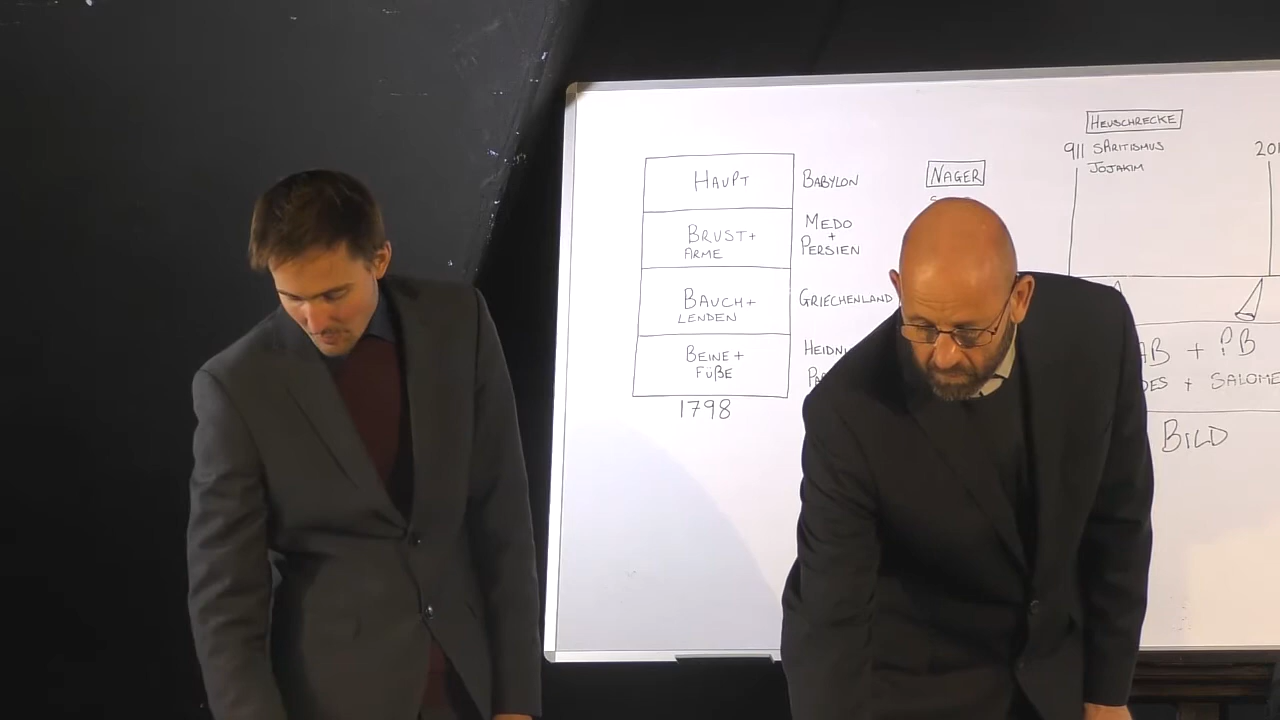 HAUPT
BABYLON
BRUST+
ARME
MEDO
+
PERSIEN
BAUCH+
LENDEN
GRIECHENLAND
BEINE+
FÜßE
1798
NAGER
HEUSCHRECKE
911 SARITISMUS
JOJAKIM
+ PB
+ SALOME
BILD